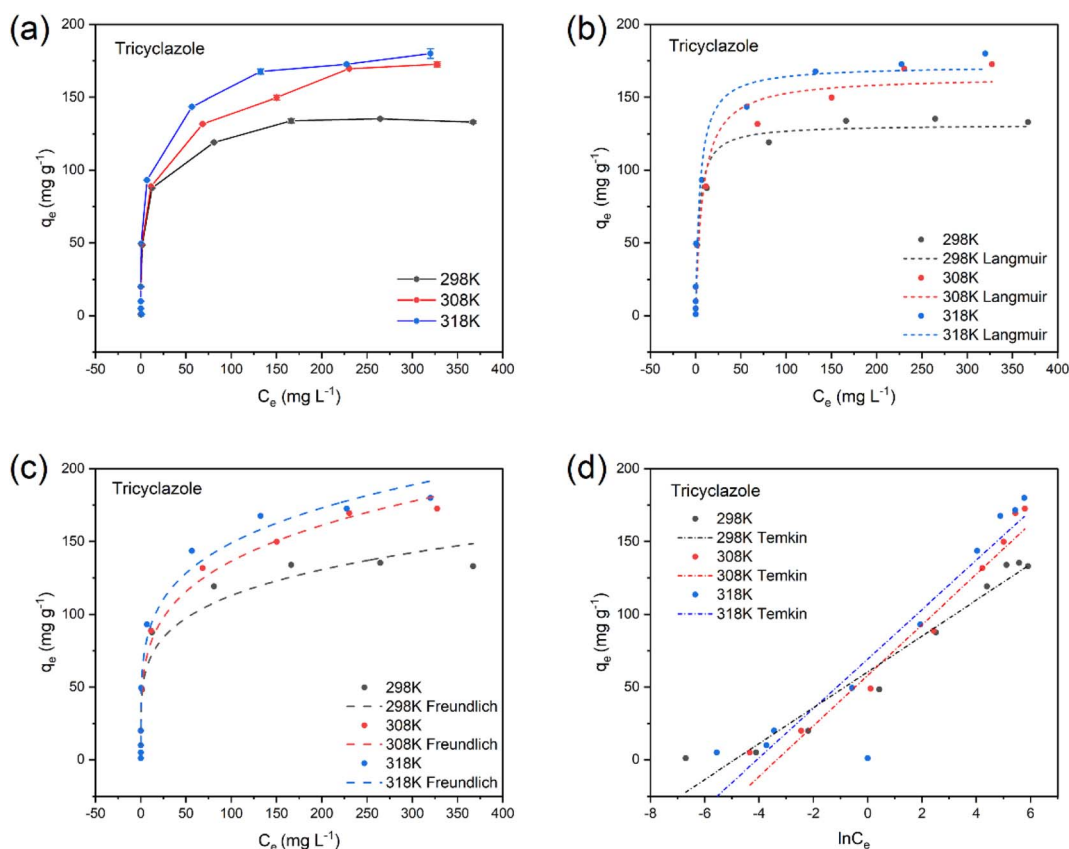 (a)
Tricyclazole
200
150
100
50
0
qₑ (mg g⁻¹)
298K
308K
318K
-50 0 50 100 150 200 250 300 350 400
Cₑ (mg L⁻¹)
(b)
Tricyclazole
200
150
100
50
0
qₑ (mg g⁻¹)
298K
298K Langmuir
308K
308K Langmuir
318K
318K Langmuir
-50 0 50 100 150 200 250 300 350 400
Cₑ (mg L⁻¹)
(c)
Tricyclazole
200
150
100
50
0
qₑ (mg g⁻¹)
298K
298K Freundlich
308K
308K Freundlich
318K
318K Freundlich
-50 0 50 100 150 200 250 300 350 400
Cₑ (mg L⁻¹)
(d)
Tricyclazole
298K
298K Temkin
308K
308K Temkin
318K
318K Temkin
200
150
100
50
0
qₑ (mg g⁻¹)
-8 -6 -4 -2 0 2 4 6
lnCₑ